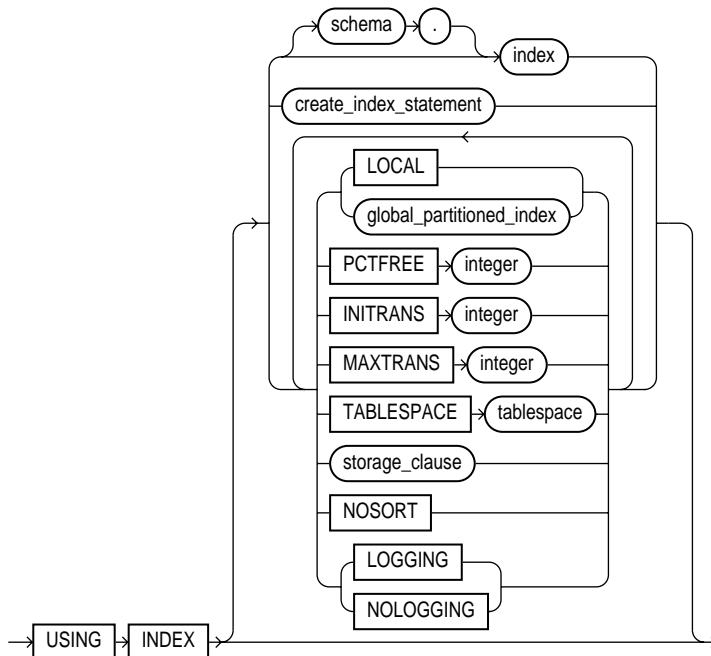 schema .
index
create_index_statement
LOCAL
global_partitioned_index
PCTFREE integer
INITRANS integer
MAXTRANS integer
TABLESPACE tablespace
storage_clause
NOSORT
LOGGING
NOLOGGING
USING INDEX